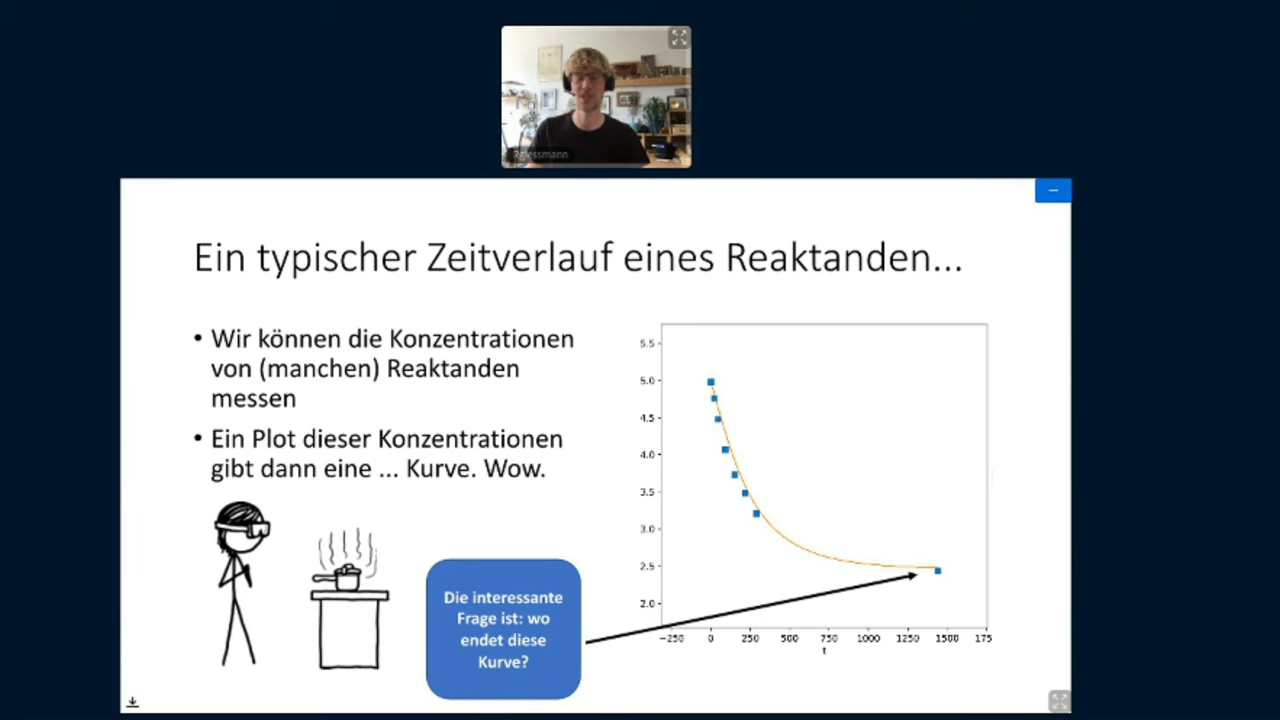 Ein typischer Zeitverlauf eines Reaktanden...
• Wir können die Konzentrationen
von (manchen) Reaktanden
messen
• Ein Plot dieser Konzentrationen
gibt dann eine ... Kurve. Wow.
Die interessante
Frage ist: wo
endet diese
Kurve?
5.5
5.0
4.5
4.0
3.5
3.0
2.5
2.0
−250 0 250 500 750 1000 1250 1500 175
t